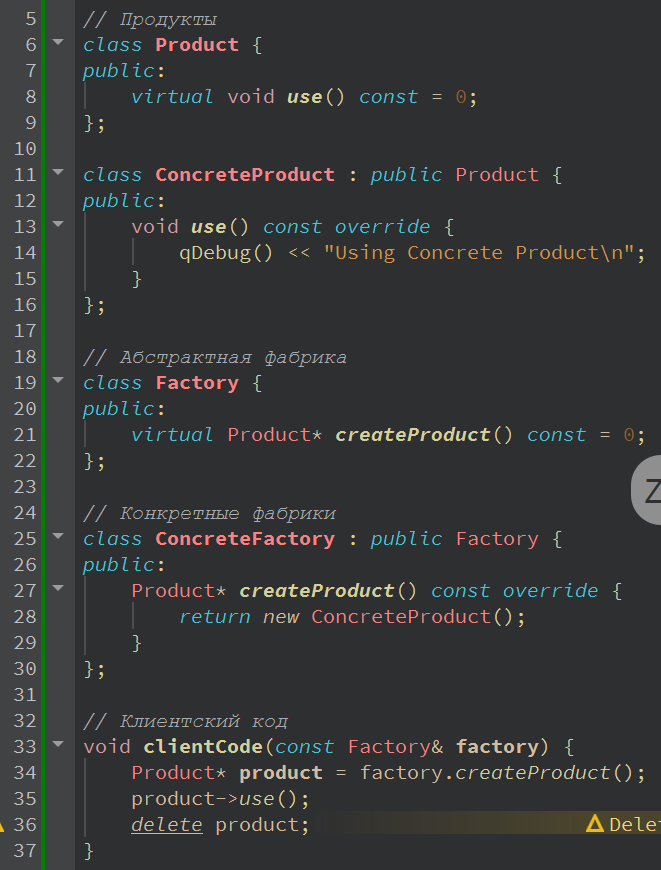 5 // Продукты
6 class Product {
7 public:
8 virtual void use() const = 0;
9 };
10
11 class ConcreteProduct : public Product {
12 public:
13 void use() const override {
14 qDebug() << "Using Concrete Product\n";
15 }
16 };
17
18 // Абстрактная фабрика
19 class Factory {
20 public:
21 virtual Product* createProduct() const = 0;
22 };
23
24 // Конкретные фабрики
25 class ConcreteFactory : public Factory {
26 public:
27 Product* createProduct() const override {
28 return new ConcreteProduct();
29 }
30 };
31
32 // Клиентский код
33 void clientCode(const Factory& factory) {
34 Product* product = factory.createProduct();
35 product->use();
36 delete product;
37 }